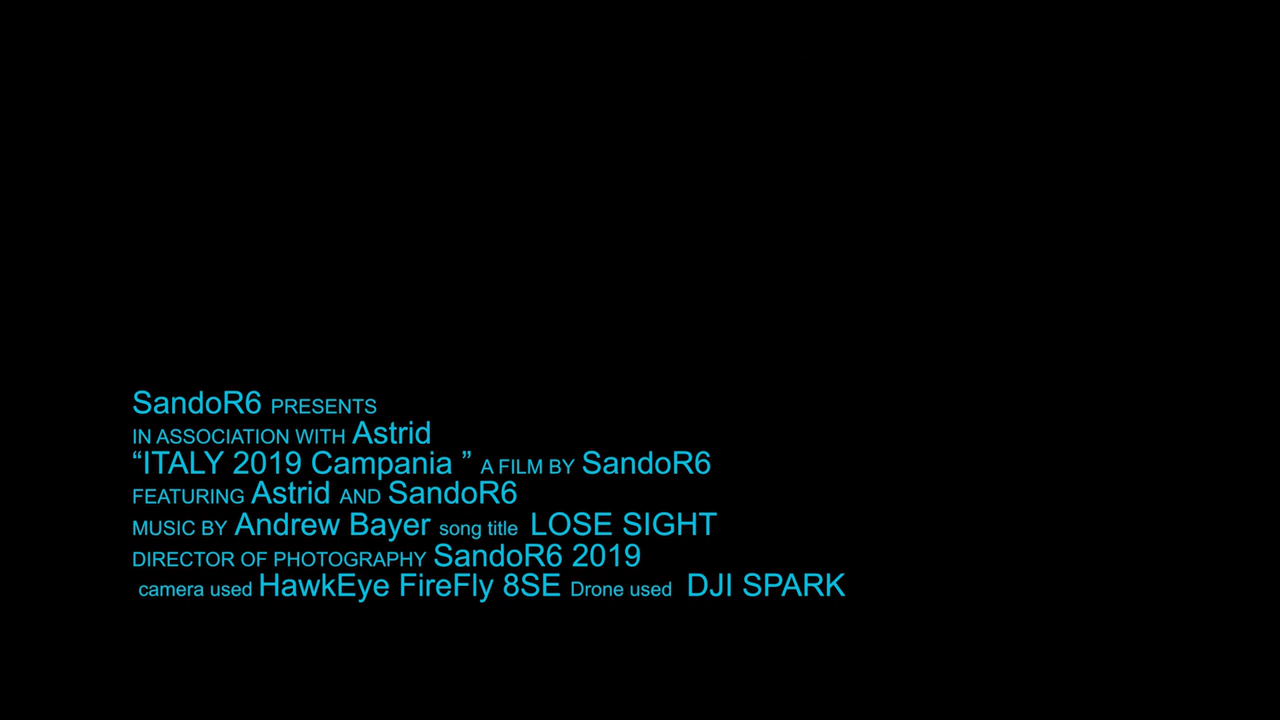 SandoR6 PRESENTS
IN ASSOCIATION WITH Astrid
“ITALY 2019 Campania ” A FILM BY SandoR6
FEATURING Astrid AND SandoR6
MUSIC BY Andrew Bayer song title LOSE SIGHT
DIRECTOR OF PHOTOGRAPHY SandoR6 2019
camera used HawkEye FireFly 8SE Drone used DJI SPARK